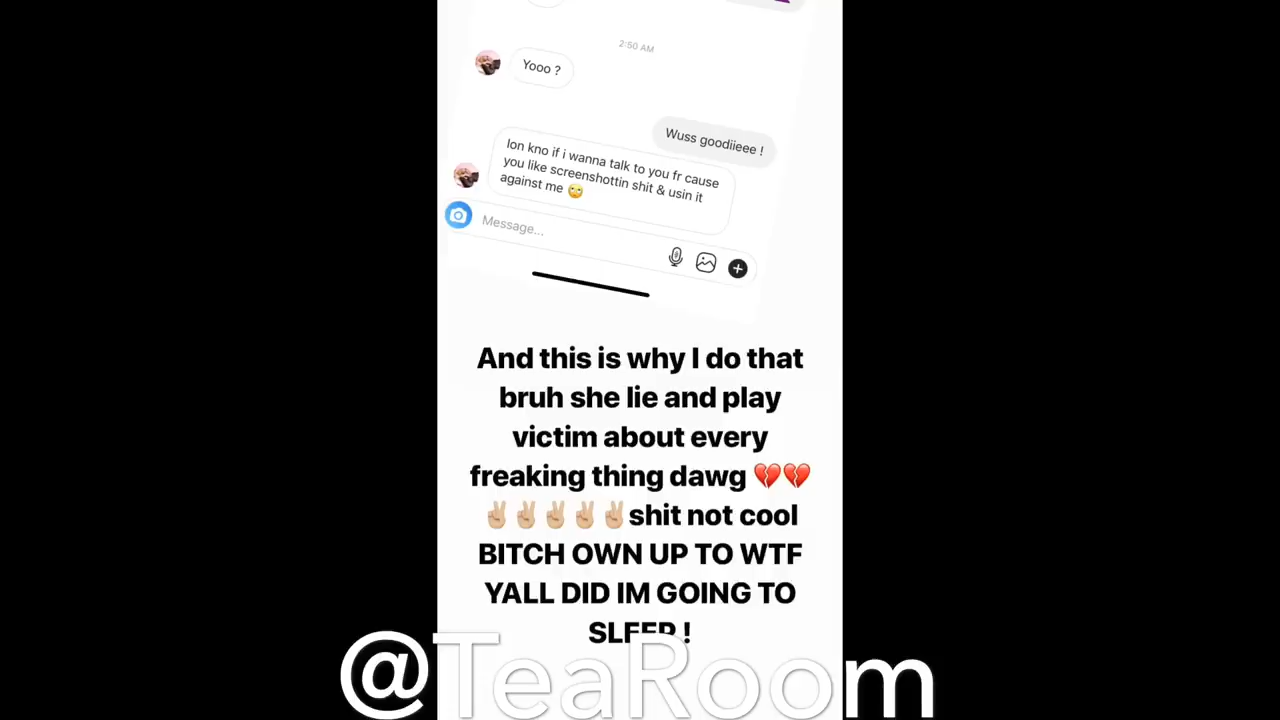 2:50 AM
Yooo ?
Wuss goodiieee !
Ion kno if i wanna talk to you fr cause
you like screenshottin shit & usin it
against me 🙄
Message...
And this is why I do that
bruh she lie and play
victim about every
freaking thing dawg 💔💔
✌🏼✌🏼✌🏼✌🏼✌🏼shit not cool
BITCH OWN UP TO WTF
YALL DID IM GOING TO
SLEEP !
@TeaRoom